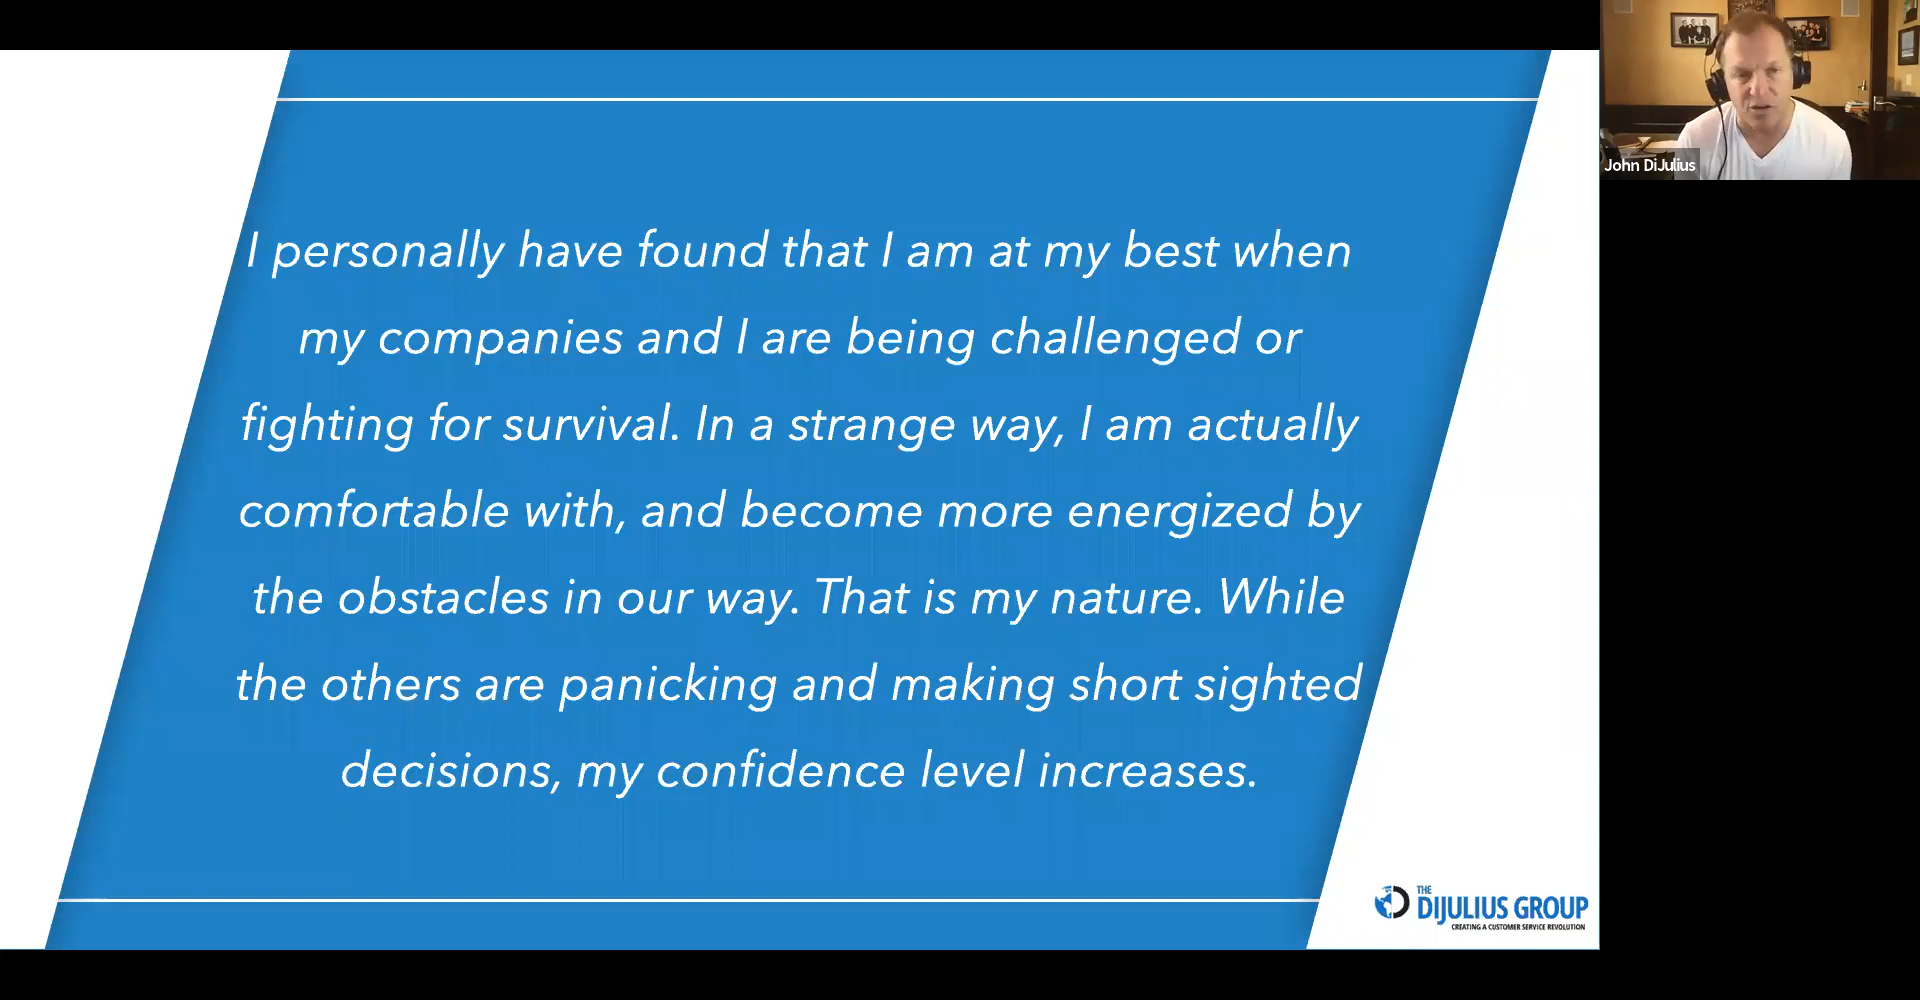 I personally have found that I am at my best when
my companies and I are being challenged or
fighting for survival. In a strange way, I am actually
comfortable with, and become more energized by
the obstacles in our way. That is my nature. While
the others are panicking and making short sighted
decisions, my confidence level increases.
THE
DIJULIUS GROUP
CREATING A CUSTOMER SERVICE REVOLUTION
John DiJulius